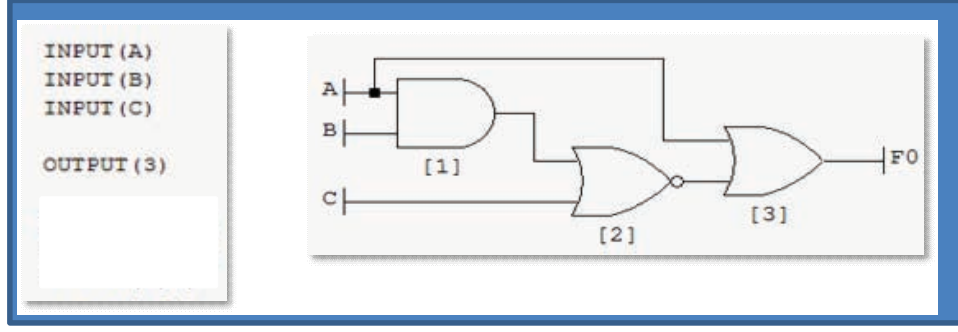 INPUT(A)
INPUT(B)
INPUT(C)
OUTPUT(3)
A
B
[1]
F0
C
[3]
[2]